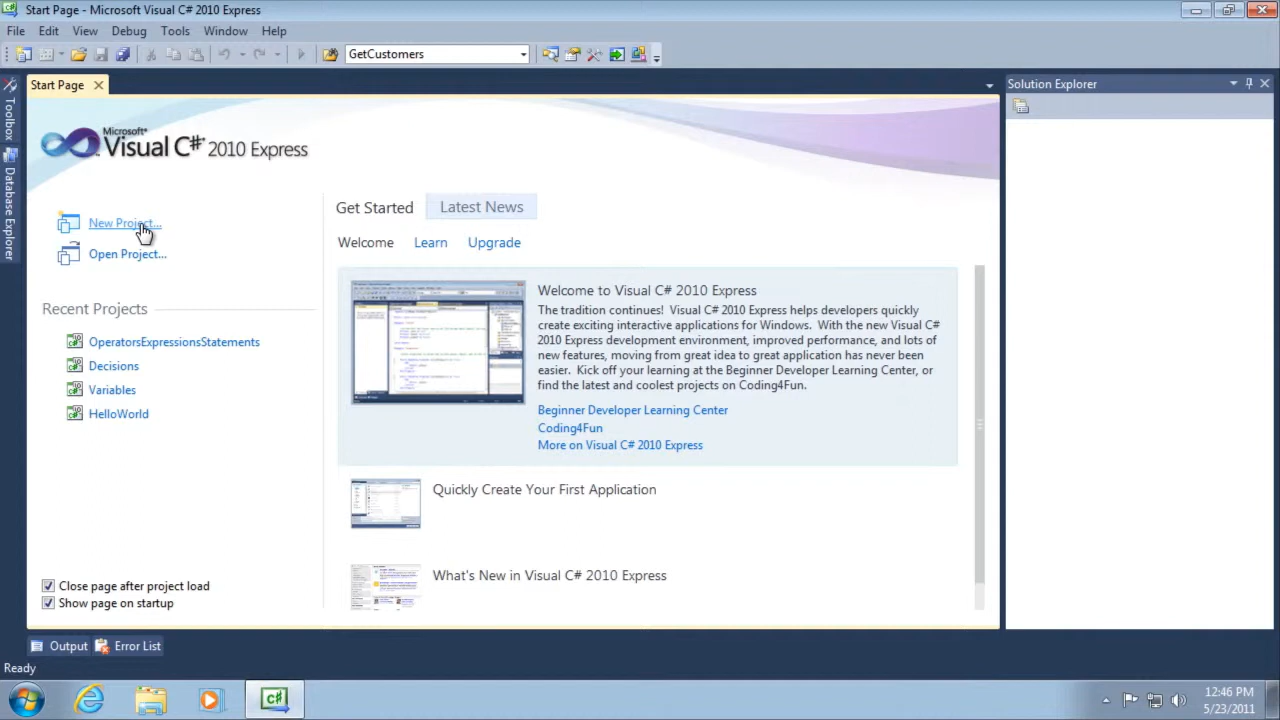 Start Page - Microsoft Visual C# 2010 Express
File Edit View Debug Tools Window Help
GetCustomers
Toolbox
Database Explorer
Start Page
Solution Explorer
Microsoft®
Visual C#® 2010 Express
New Project...
Open Project...
Recent Projects
OperatorsExpressionsStatements
Decisions
Variables
HelloWorld
Close page after project load
Show page on startup
Get Started Latest News
Welcome Learn Upgrade
Welcome to Visual C# 2010 Express
The tradition continues! Visual C# 2010 Express helps developers quickly
create exciting interactive applications for Windows. With the new Visual C#
2010 Express development environment, improved performance, and lots of
new features, moving from great idea to great application has never been
easier. Kick off your learning at the Beginner Developer Learning Center, or
find the latest and coolest projects on Coding4Fun.
Beginner Developer Learning Center
Coding4Fun
More on Visual C# 2010 Express
Quickly Create Your First Application
What's New in Visual C# 2010 Express
Output Error List
Ready
12:46 PM
5/23/2011